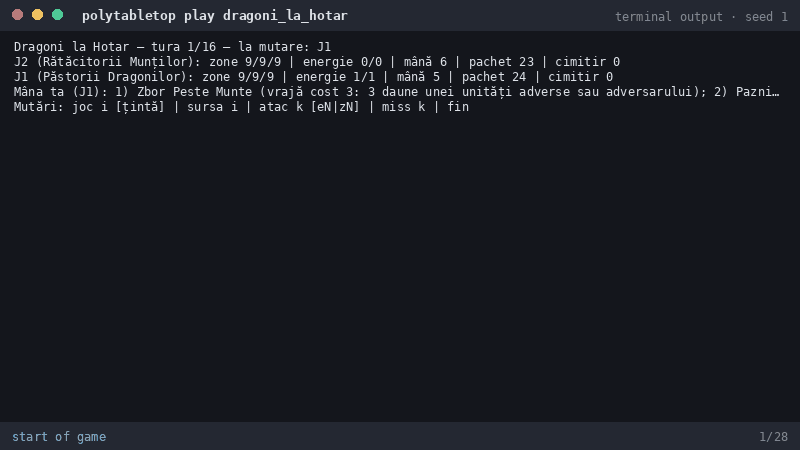 polytabletop play dragoni_la_hotar
terminal output · seed 1
Dragoni la Hotar — tura 1/16 — la mutare: J1
J2 (Rătăcitorii Munților): zone 9/9/9 | energie 0/0 | mână 6 | pachet 23 | cimitir 0
J1 (Păstorii Dragonilor): zone 9/9/9 | energie 1/1 | mână 5 | pachet 24 | cimitir 0
Mâna ta (J1): 1) Zbor Peste Munte (vrajă cost 3: 3 daune unei unități adverse sau adversarului); 2) Pazni…
Mutări: joc i [țintă] | sursa i | atac k [eN|zN] | miss k | fin
start of game
1/28